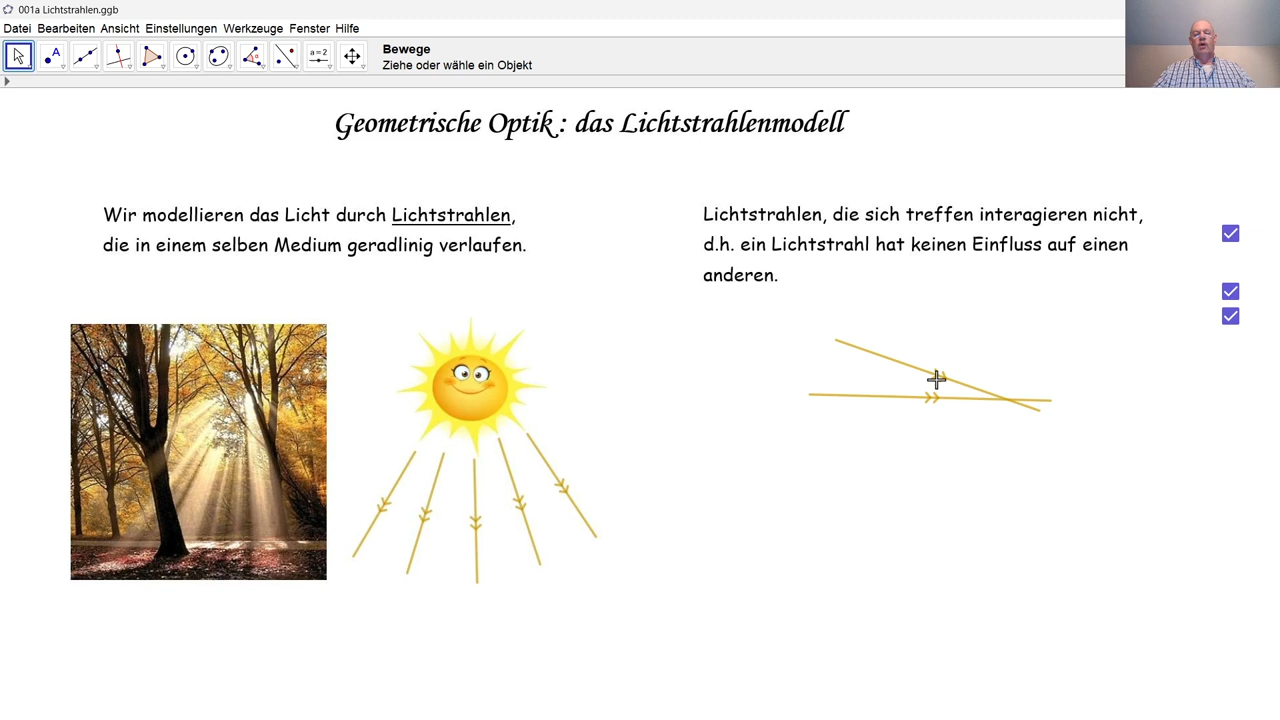 001a Lichtstrahlen.ggb
Datei Bearbeiten Ansicht Einstellungen Werkzeuge Fenster Hilfe
A
a=2
Bewege
Ziehe oder wähle ein Objekt
Geometrische Optik : das Lichtstrahlenmodell
Wir modellieren das Licht durch Lichtstrahlen,
die in einem selben Medium geradlinig verlaufen.
Lichtstrahlen, die sich treffen interagieren nicht,
d.h. ein Lichtstrahl hat keinen Einfluss auf einen
anderen.